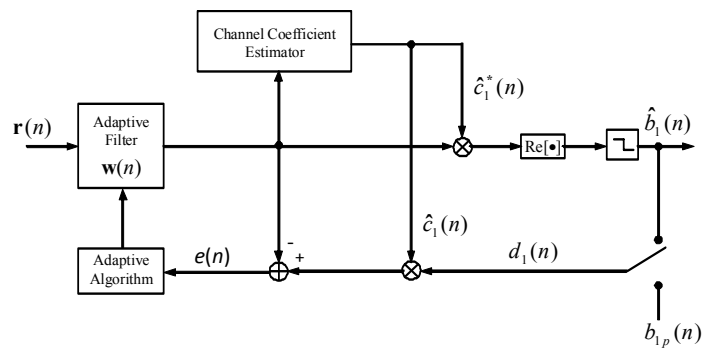 Channel Coefficient
Estimator
ĉ₁*(n)
r(n)
Adaptive
Filter
w(n)
Re[•]
b̂₁(n)
ĉ₁(n)
-
+
e(n)
d₁(n)
Adaptive
Algorithm
b₁ₚ(n)